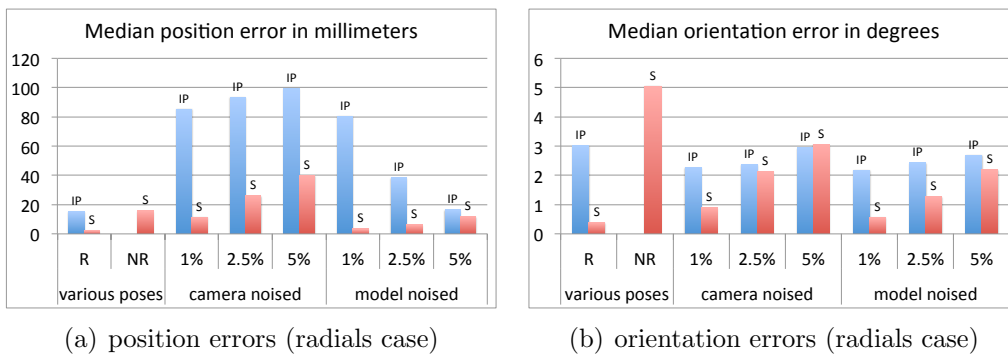 Median position error in millimeters
120
100
80
60
40
20
0
IP
S
S
IP
S
IP
S
IP
S
IP
S
IP
S
IP
S
R NR 1% 2.5% 5% 1% 2.5% 5%
various poses camera noised model noised
(a) position errors (radials case)
Median orientation error in degrees
6
5
4
3
2
1
0
IP
S
S
IP
S
IP
S
IP
S
IP
S
IP
S
IP
S
R NR 1% 2.5% 5% 1% 2.5% 5%
various poses camera noised model noised
(b) orientation errors (radials case)